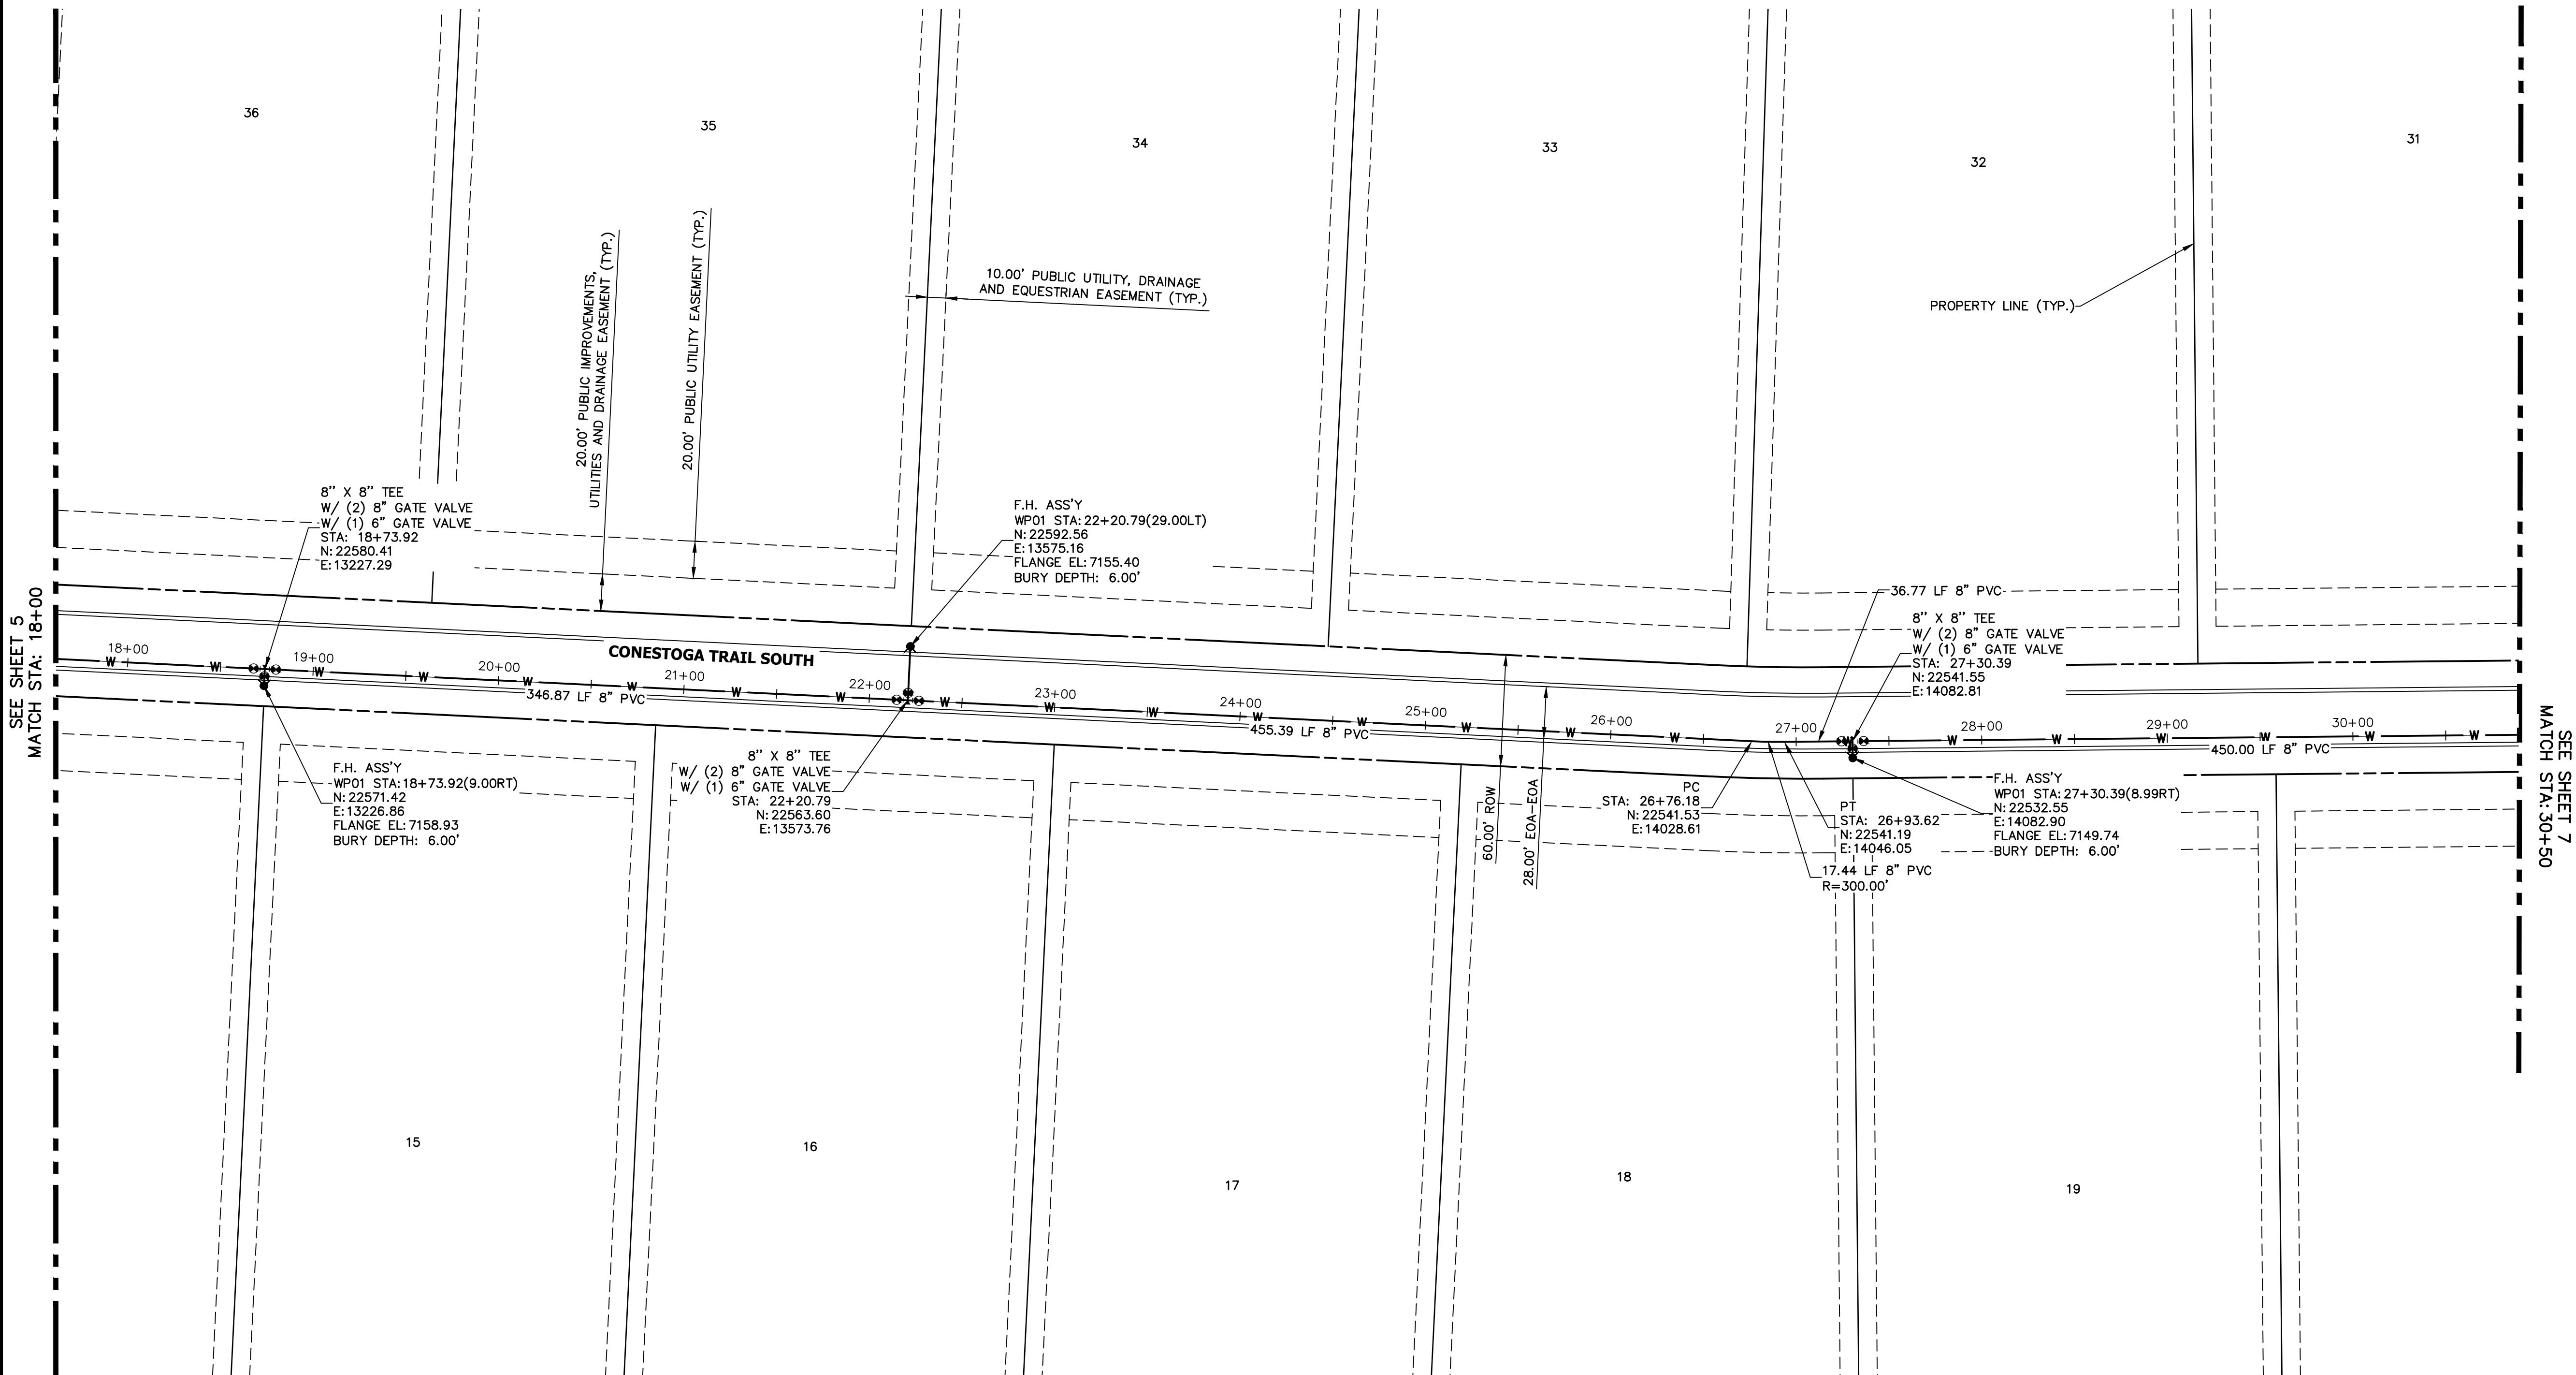 36
35
34
33
32
31
20.00' PUBLIC IMPROVEMENTS,
UTILITIES AND DRAINAGE EASEMENT (TYP.)
20.00' PUBLIC UTILITY EASEMENT (TYP.)
10.00' PUBLIC UTILITY, DRAINAGE
AND EQUESTRIAN EASEMENT (TYP.)
PROPERTY LINE (TYP.)
8" X 8" TEE
W/ (2) 8" GATE VALVE
W/ (1) 6" GATE VALVE
STA: 18+73.92
N: 22580.41
E: 13227.29
F.H. ASS'Y
WP01 STA: 22+20.79(29.00LT)
N: 22592.56
E: 13575.16
FLANGE EL: 7155.40
BURY DEPTH: 6.00'
36.77 LF 8" PVC
8" X 8" TEE
W/ (2) 8" GATE VALVE
W/ (1) 6" GATE VALVE
STA: 27+30.39
N: 22541.55
E: 14082.81
SEE SHEET 5
MATCH STA: 18+00
CONESTOGA TRAIL SOUTH
18+00
19+00
20+00
21+00
22+00
23+00
24+00
25+00
26+00
27+00
28+00
29+00
30+00
W W W W W W W W W W W W W W W W W W W W W W W W
346.87 LF 8" PVC
455.39 LF 8" PVC
450.00 LF 8" PVC
SEE SHEET 7
MATCH STA: 30+50
F.H. ASS'Y
WP01 STA: 18+73.92(9.00RT)
N: 22571.42
E: 13226.86
FLANGE EL: 7158.93
BURY DEPTH: 6.00'
8" X 8" TEE
W/ (2) 8" GATE VALVE
W/ (1) 6" GATE VALVE
STA: 22+20.79
N: 22563.60
E: 13573.76
60.00' ROW
28.00' EOA-EOA
PC
STA: 26+76.18
N: 22541.53
E: 14028.61
PT
STA: 26+93.62
N: 22541.19
E: 14046.05
17.44 LF 8" PVC
R=300.00'
F.H. ASS'Y
WP01 STA: 27+30.39(8.99RT)
N: 22532.55
E: 14082.90
FLANGE EL: 7149.74
BURY DEPTH: 6.00'
15
16
17
18
19